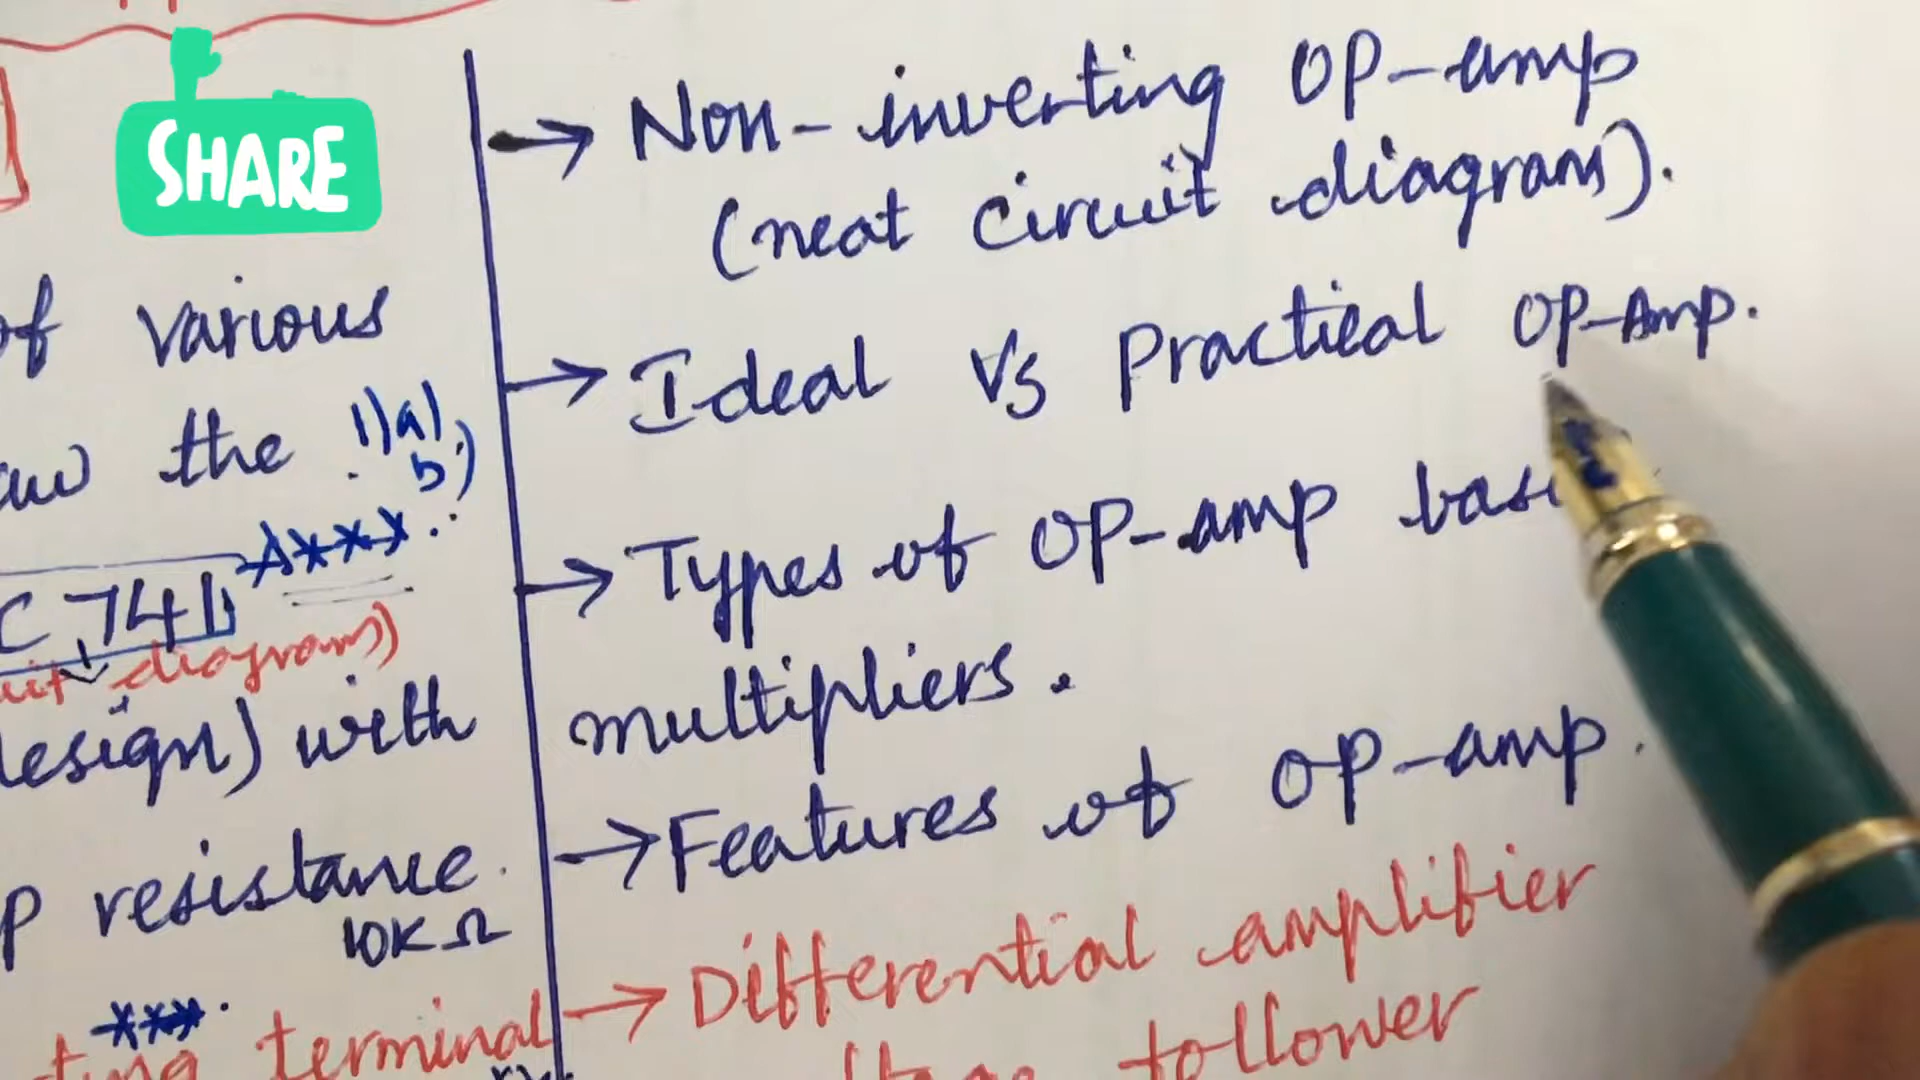 SHARE
of various
the 1)a)
b)
C 741 ****
diagram)
design) with
P resistance.
10KΩ
***
terminal
→ Non-inverting OP-amp
(neat circuit diagram).
→ Ideal Vs Practical OP-Amp.
→ Types of OP-amp
multipliers.
→ Features of OP-amp.
→ Differential amplifier
follower